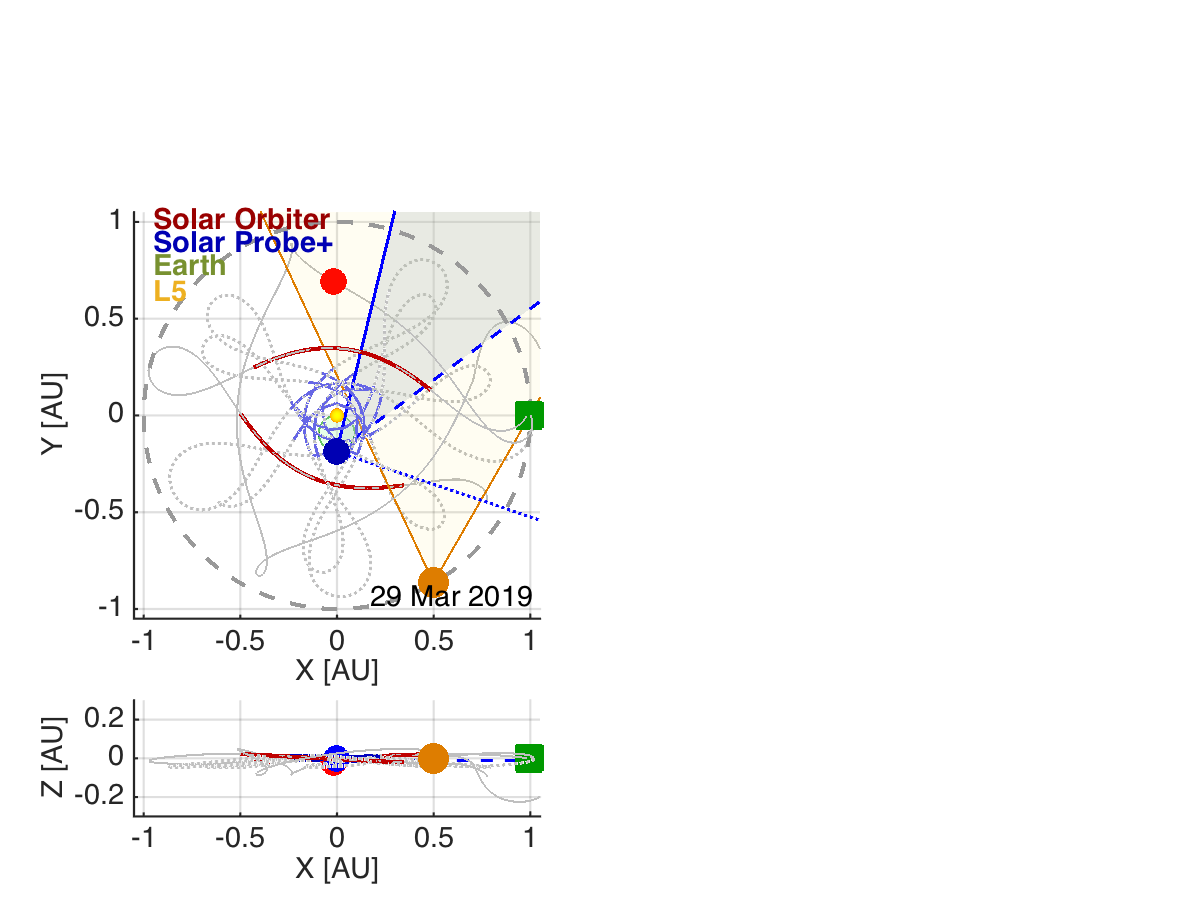 Solar Orbiter
Solar Probe+
Earth
L5
1
0.5
0
-0.5
-1
Y [AU]
29 Mar 2019
-1 -0.5 0 0.5 1
X [AU]
0.2
0
-0.2
Z [AU]
-1 -0.5 0 0.5 1
X [AU]